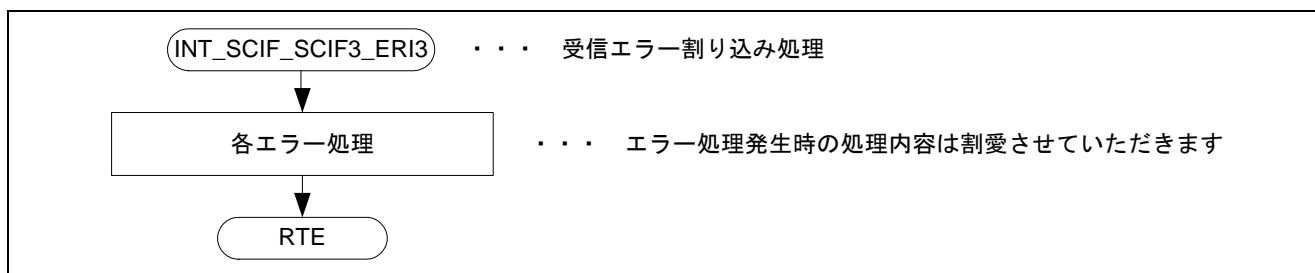 INT_SCIF_SCIF3_ERI3 ・・・ 受信エラー割り込み処理
各エラー処理 ・・・ エラー処理発生時の処理内容は割愛させていただきます
RTE